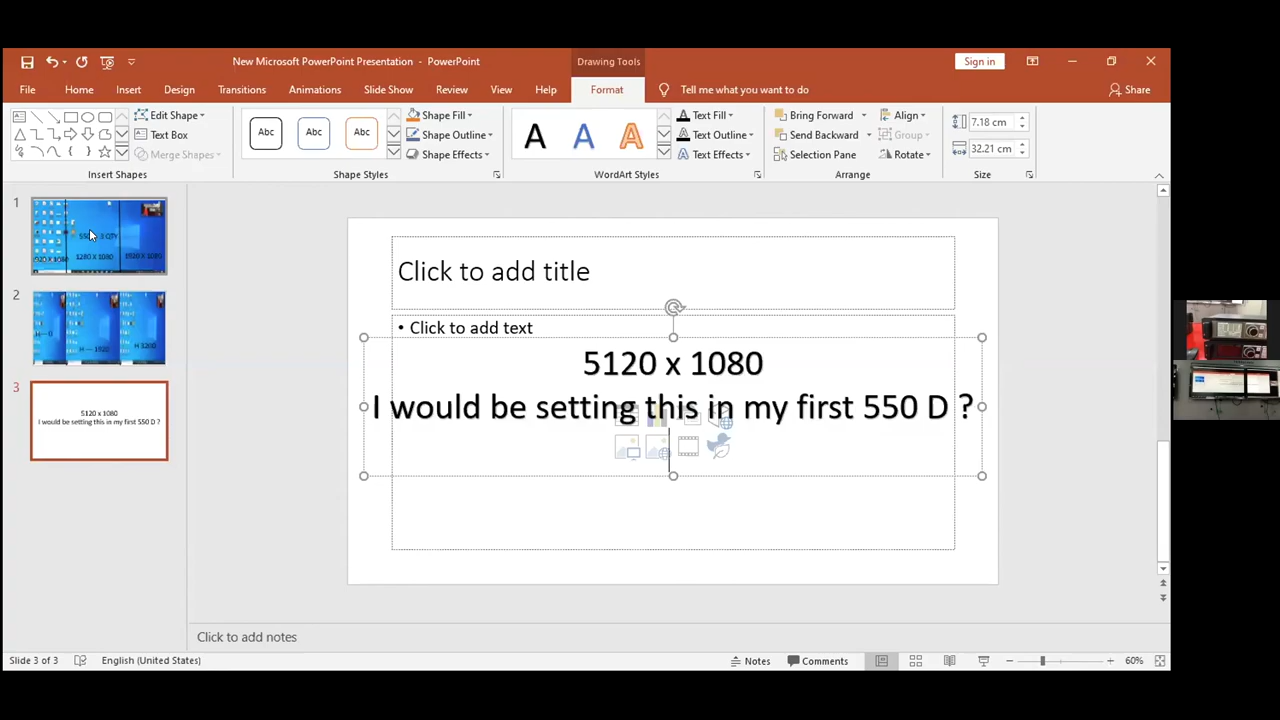 New Microsoft PowerPoint Presentation - PowerPoint
Drawing Tools
Sign in
File
Home
Insert
Design
Transitions
Animations
Slide Show
Review
View
Help
Format
Tell me what you want to do
Share
Edit Shape
Text Box
Merge Shapes
Insert Shapes
Abc
Abc
Abc
Shape Fill
Shape Outline
Shape Effects
Shape Styles
A
A
A
Text Fill
Text Outline
Text Effects
WordArt Styles
Bring Forward
Send Backward
Selection Pane
Align
Group
Rotate
Arrange
7.18 cm
32.21 cm
Size
1
1280 X 1080
1920 X 1080
2
H 3200
3
5120 x 1080
I would be setting this in my first 550 D ?
Click to add title
• Click to add text
5120 x 1080
I would be setting this in my first 550 D ?
Click to add notes
Slide 3 of 3
English (United States)
Notes
Comments
60%